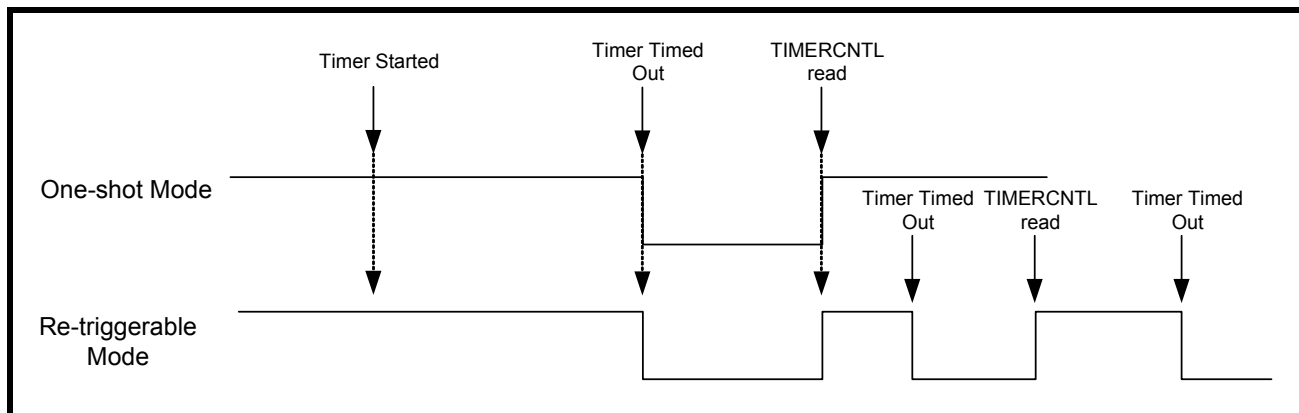 Timer Started
Timer Timed
Out
TIMERCNTL
read
One-shot Mode
Timer Timed
Out
TIMERCNTL
read
Timer Timed
Out
Re-triggerable
Mode